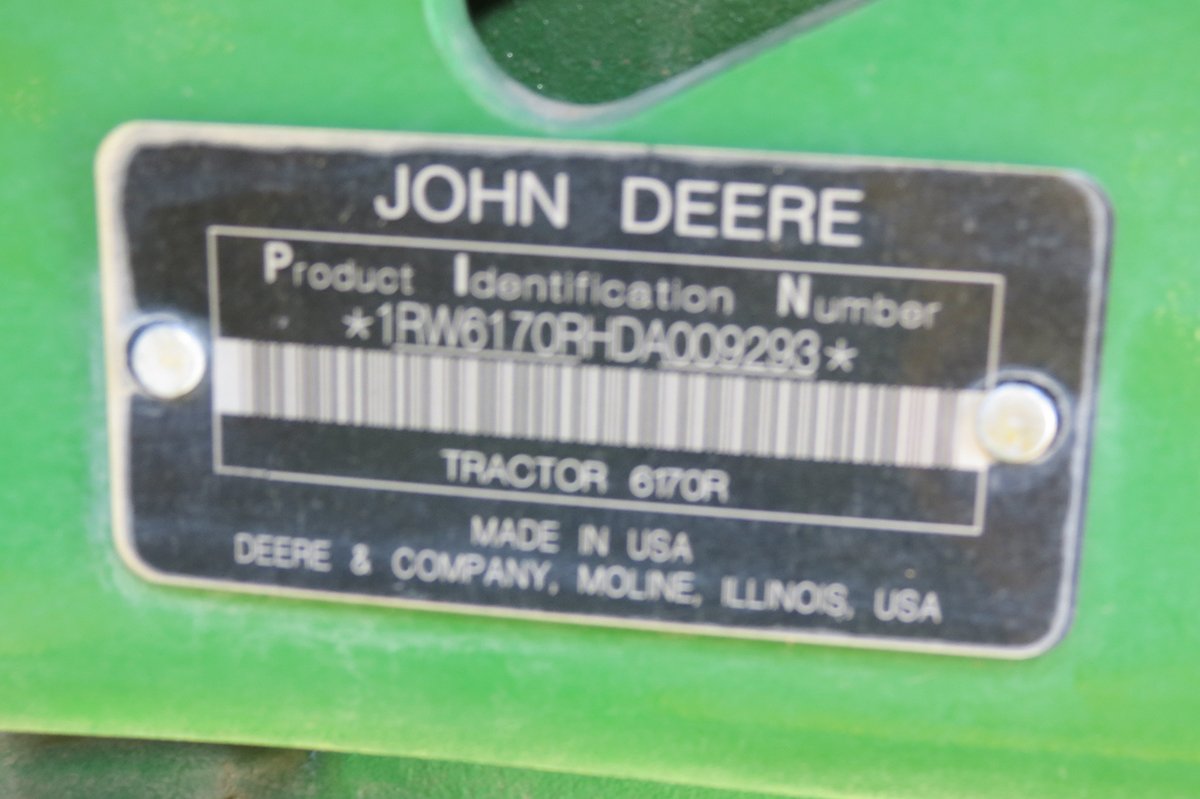 JOHN DEERE
Product Identification Number
*1RW6170RHDA009293*
TRACTOR 6170R
MADE IN USA
DEERE & COMPANY, MOLINE, ILLINOIS, USA